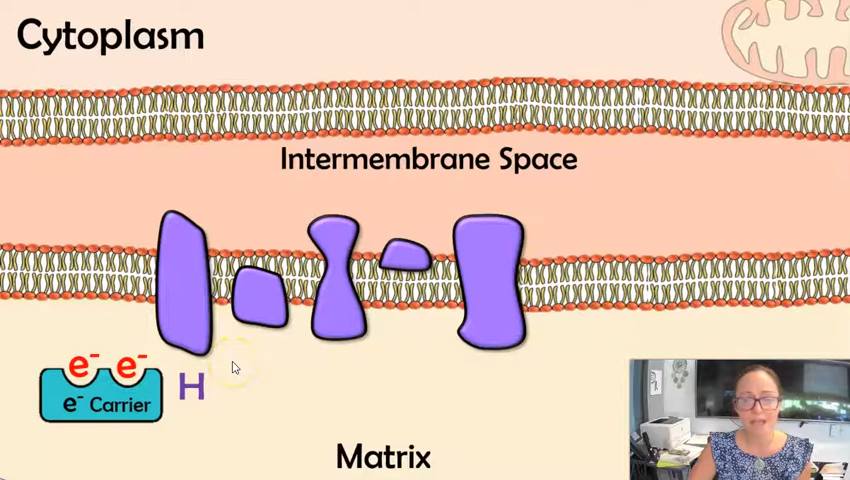 Cytoplasm
Intermembrane Space
e⁻ e⁻
e⁻ Carrier
H
Matrix